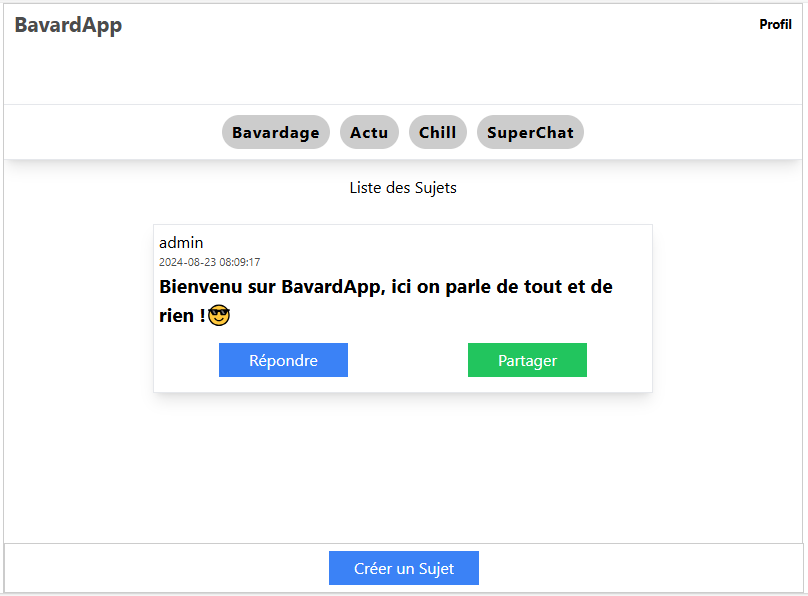 BavardApp
Profil
Bavardage Actu Chill SuperChat
Liste des Sujets
admin
2024-08-23 08:09:17
Bienvenu sur BavardApp, ici on parle de tout et de
rien !😎
Répondre Partager
Créer un Sujet